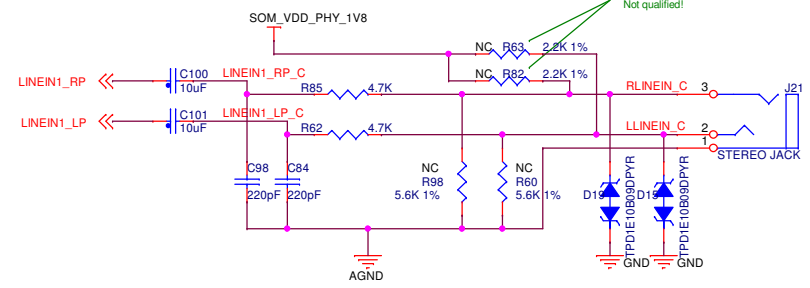 Not qualified!
SOM_VDD_PHY_1V8
NC R63 2.2K 1%
NC R82 2.2K 1%
LINEIN1_RP
C100
10uF
LINEIN1_RP_C
R85 4.7K
RLINEIN_C
3
J21
LINEIN1_LP
C101
10uF
LINEIN1_LP_C
R62 4.7K
LLINEIN_C
2
1
STEREO JACK
C98
220pF
C84
220pF
NC
R98
5.6K 1%
NC
R60
5.6K 1%
D19
TPD1E10B09DPYR
TPD1E10B09DPYR
AGND
GND
GND